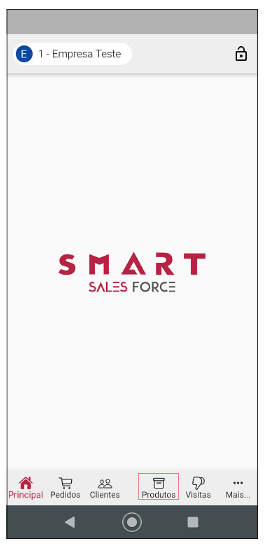 E 1 - Empresa Teste
SMART
SALES FORCE
Principal Pedidos Clientes Produtos Visitas Mais...